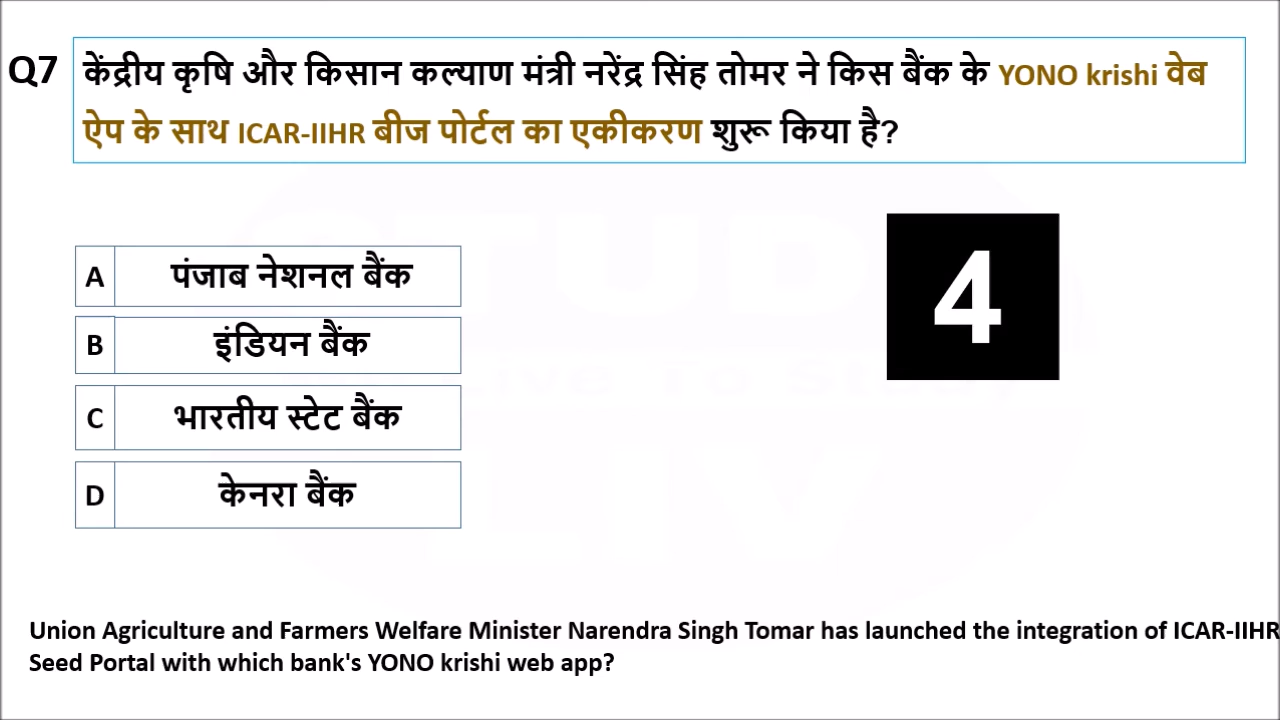 Q7 केंद्रीय कृषि और किसान कल्याण मंत्री नरेंद्र सिंह तोमर ने किस बैंक के YONO krishi वेब
ऐप के साथ ICAR-IIHR बीज पोर्टल का एकीकरण शुरू किया है?
4
A पंजाब नेशनल बैंक
B इंडियन बैंक
C भारतीय स्टेट बैंक
D केनरा बैंक
Union Agriculture and Farmers Welfare Minister Narendra Singh Tomar has launched the integration of ICAR-IIHR
Seed Portal with which bank's YONO krishi web app?